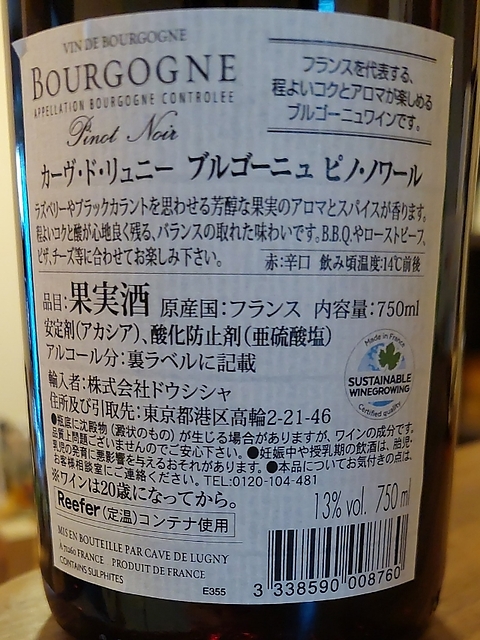 VIN DE BOURGOGNE
BOURGOGNE
APPELLATION BOURGOGNE CONTROLEE
Pinot Noir
フランスを代表する、
程よいコクとアロマが楽しめる
ブルゴーニュワインです。
カーヴ・ド・リュニー ブルゴーニュ ピノ・ノワール
ラズベリーやブラックカラントを思わせる芳醇な果実のアロマとスパイスが香ります。
程よいコクと酸が心地良く残る、バランスの取れた味わいです。B.B.Q.やローストビーフ、
ピザ、チーズ等に合わせてお楽しみ下さい。
赤:辛口 飲み頃温度:14℃前後
品目:果実酒 原産国:フランス 内容量:750ml
安定剤(アカシア)、酸化防止剤(亜硫酸塩)
アルコール分:裏ラベルに記載
輸入者:株式会社ドウシシャ
住所及び引取先:東京都港区高輪2-21-46
Made in France
SUSTAINABLE
WINEGROWING
Certified quality
●瓶底に沈殿物(澱状のもの)が生じる場合がありますが、ワインの成分です。
品質上問題ございませんのでご安心下さい。●妊娠中や授乳期の飲酒は、胎児・
乳児の発育に悪影響を与えるおそれがあります。●本品についてお気付きの点は、
お客様相談室にご連絡ください。TEL:0120-104-481
※ワインは20歳になってから。
Reefer(定温)コンテナ使用
13% vol. 750 ml
MIS EN BOUTEILLE PAR CAVE DE LUGNY
A 71260 FRANCE PRODUIT DE FRANCE
CONTAINS SULPHITES
E355
3 338590 008760